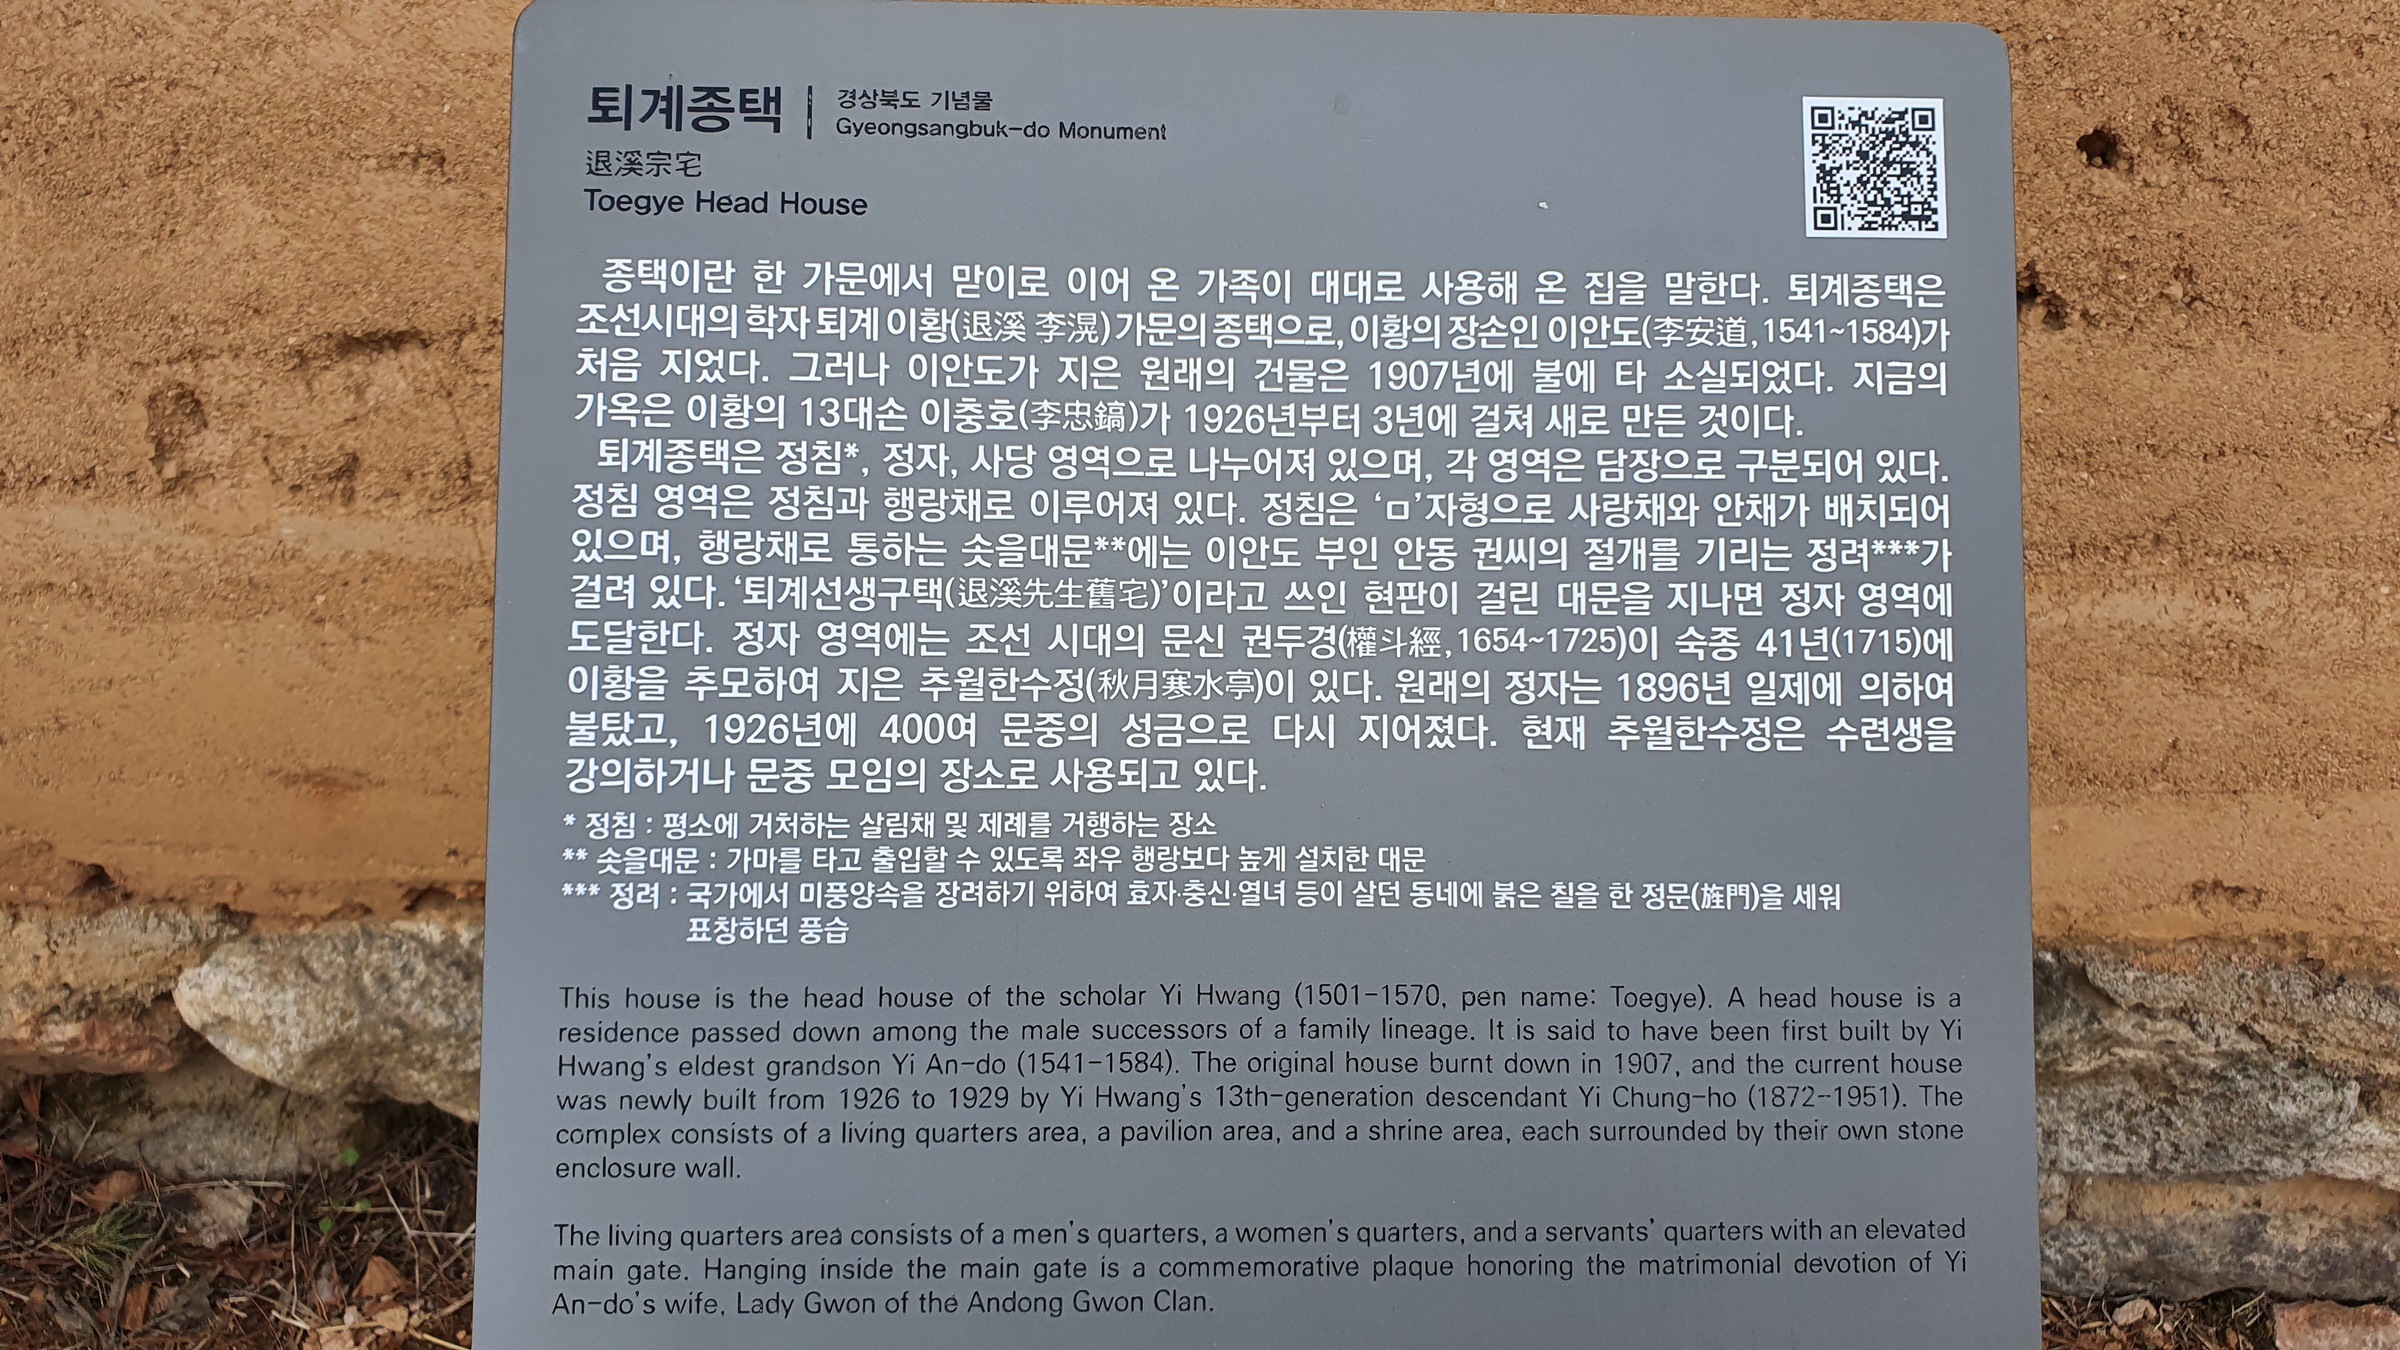 퇴계종택
경상북도 기념물
Gyeongsangbuk-do Monument
退溪宗宅
Toegye Head House
종택이란 한 가문에서 맏이로 이어 온 가족이 대대로 사용해 온 집을 말한다. 퇴계종택은
조선시대의 학자 퇴계 이황(退溪 李滉) 가문의 종택으로, 이황의 장손인 이안도(李安道, 1541~1584)가
처음 지었다. 그러나 이안도가 지은 원래의 건물은 1907년에 불에 타 소실되었다. 지금의
가옥은 이황의 13대손 이충호(李忠鎬)가 1926년부터 3년에 걸쳐 새로 만든 것이다.
퇴계종택은 정침*, 정자, 사당 영역으로 나누어져 있으며, 각 영역은 담장으로 구분되어 있다.
정침 영역은 정침과 행랑채로 이루어져 있다. 정침은 ‘ㅁ’자형으로 사랑채와 안채가 배치되어
있으며, 행랑채로 통하는 솟을대문**에는 이안도 부인 안동 권씨의 절개를 기리는 정려***가
걸려 있다. ‘퇴계선생구택(退溪先生舊宅)’이라고 쓰인 현판이 걸린 대문을 지나면 정자 영역에
도달한다. 정자 영역에는 조선 시대의 문신 권두경(權斗經, 1654~1725)이 숙종 41년(1715)에
이황을 추모하여 지은 추월한수정(秋月寒水亭)이 있다. 원래의 정자는 1896년 일제에 의하여
불탔고, 1926년에 400여 문중의 성금으로 다시 지어졌다. 현재 추월한수정은 수련생을
강의하거나 문중 모임의 장소로 사용되고 있다.
* 정침 : 평소에 거처하는 살림채 및 제례를 거행하는 장소
** 솟을대문 : 가마를 타고 출입할 수 있도록 좌우 행랑보다 높게 설치한 대문
*** 정려 : 국가에서 미풍양속을 장려하기 위하여 효자·충신·열녀 등이 살던 동네에 붉은 칠을 한 정문(旌門)을 세워
표창하던 풍습
This house is the head house of the scholar Yi Hwang (1501-1570, pen name: Toegye). A head house is a
residence passed down among the male successors of a family lineage. It is said to have been first built by Yi
Hwang's eldest grandson Yi An-do (1541-1584). The original house burnt down in 1907, and the current house
was newly built from 1926 to 1929 by Yi Hwang's 13th-generation descendant Yi Chung-ho (1872-1951). The
complex consists of a living quarters area, a pavilion area, and a shrine area, each surrounded by their own stone
enclosure wall.
The living quarters area consists of a men's quarters, a women's quarters, and a servants' quarters with an elevated
main gate. Hanging inside the main gate is a commemorative plaque honoring the matrimonial devotion of Yi
An-do's wife, Lady Gwon of the Andong Gwon Clan.